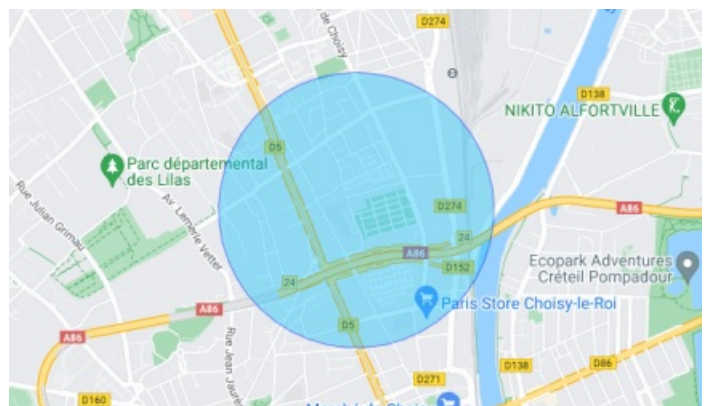 de Choisy
D274
D138
NIKITO ALFORTVILLE
D5
Parc départemental
des Lilas
Rue Julian Grimau
Av. Lemerle Vetter
D274
A86
24
A86
D152
Ecopark Adventures
Créteil Pompadour
24
A86
Paris Store Choisy-le-Roi
A86
D5
Rue Jean Jaurès
D138
D86
D271
D160